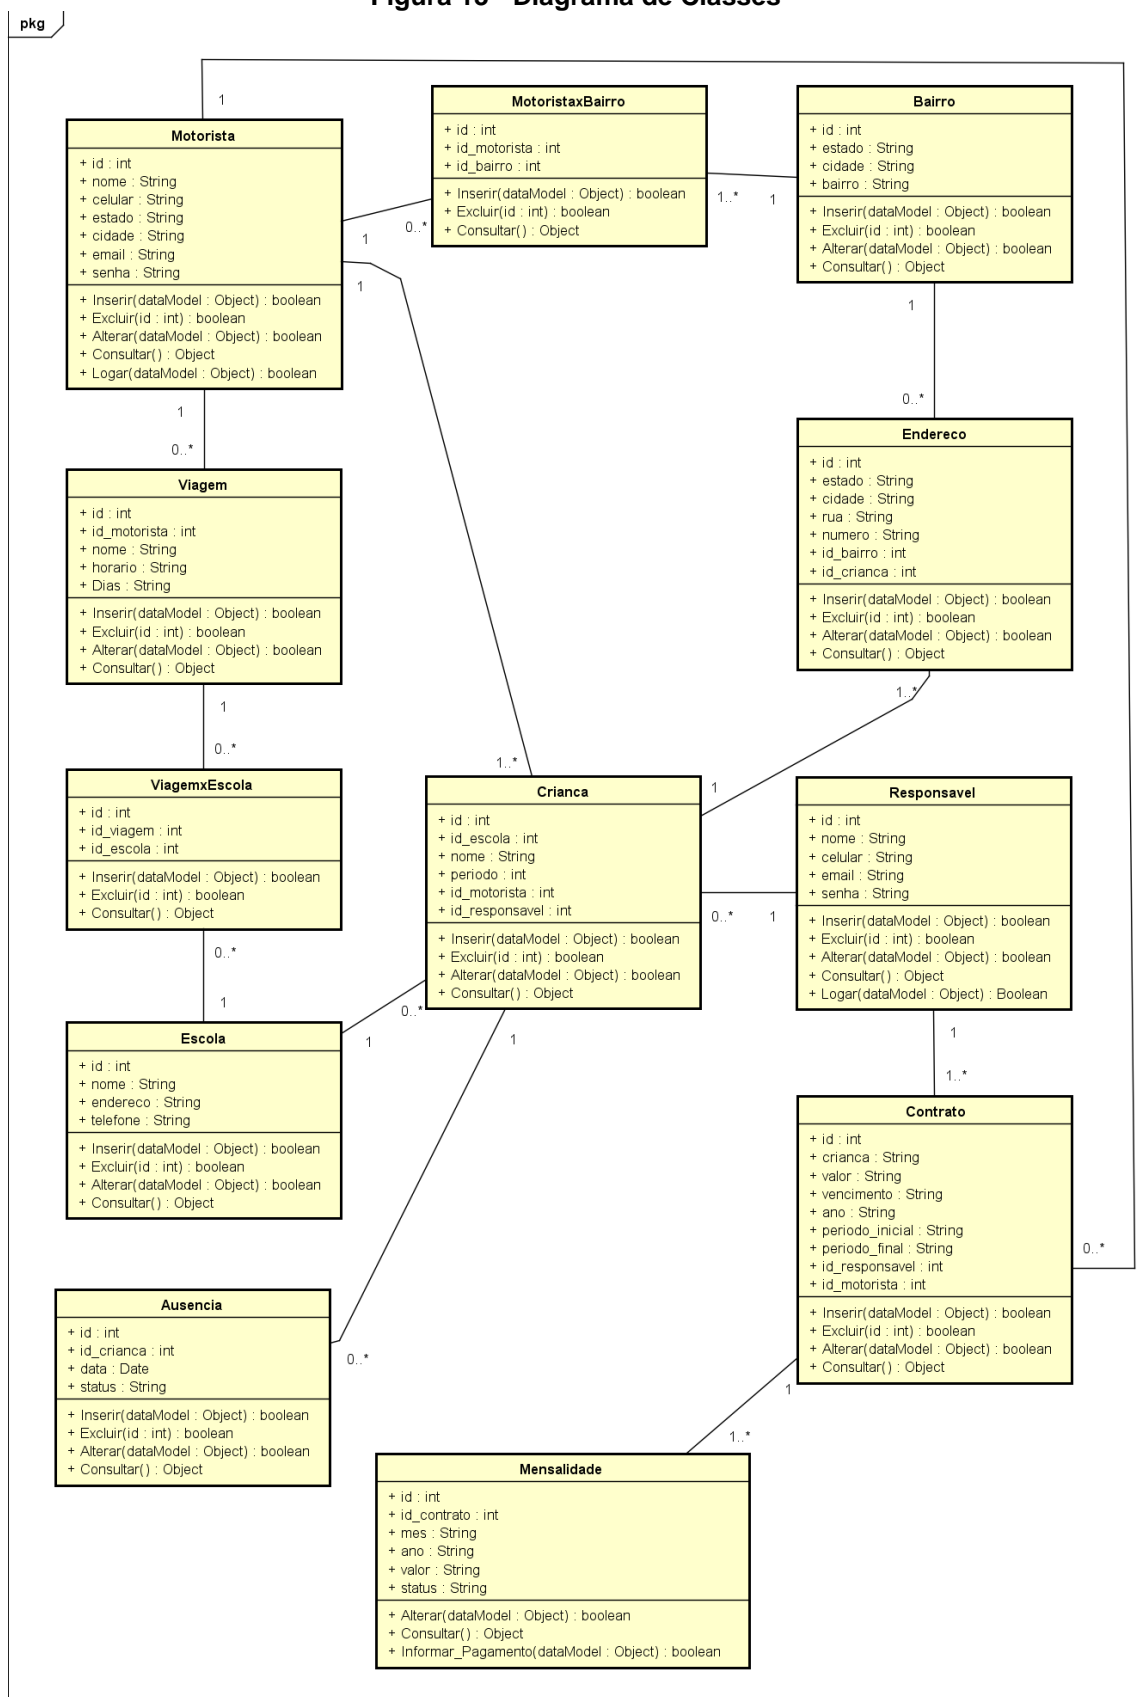 Figura 18 - Diagrama de Classes
pkg
1
Motorista
+ id : int
+ nome : String
+ celular : String
+ estado : String
+ cidade : String
+ email : String
+ senha : String
+ Inserir(dataModel : Object) : boolean
+ Excluir(id : int) : boolean
+ Alterar(dataModel : Object) : boolean
+ Consultar() : Object
+ Logar(dataModel : Object) : boolean
MotoristaxBairro
+ id : int
+ id_motorista : int
+ id_bairro : int
+ Inserir(dataModel : Object) : boolean
+ Excluir(id : int) : boolean
+ Consultar() : Object
Bairro
+ id : int
+ estado : String
+ cidade : String
+ bairro : String
+ Inserir(dataModel : Object) : boolean
+ Excluir(id : int) : boolean
+ Alterar(dataModel : Object) : boolean
+ Consultar() : Object
1..*
1
0..*
1
1
1
0..*
1
0..*
Endereco
+ id : int
+ estado : String
+ cidade : String
+ rua : String
+ numero : String
+ id_bairro : int
+ id_crianca : int
+ Inserir(dataModel : Object) : boolean
+ Excluir(id : int) : boolean
+ Alterar(dataModel : Object) : boolean
+ Consultar() : Object
Viagem
+ id : int
+ id_motorista : int
+ nome : String
+ horario : String
+ Dias : String
+ Inserir(dataModel : Object) : boolean
+ Excluir(id : int) : boolean
+ Alterar(dataModel : Object) : boolean
+ Consultar() : Object
1..*
1
0..*
1..*
1
ViagemxEscola
+ id : int
+ id_viagem : int
+ id_escola : int
+ Inserir(dataModel : Object) : boolean
+ Excluir(id : int) : boolean
+ Consultar() : Object
Crianca
+ id : int
+ id_escola : int
+ nome : String
+ periodo : int
+ id_motorista : int
+ id_responsavel : int
+ Inserir(dataModel : Object) : boolean
+ Excluir(id : int) : boolean
+ Alterar(dataModel : Object) : boolean
+ Consultar() : Object
Responsavel
+ id : int
+ nome : String
+ celular : String
+ email : String
+ senha : String
+ Inserir(dataModel : Object) : boolean
+ Excluir(id : int) : boolean
+ Alterar(dataModel : Object) : boolean
+ Consultar() : Object
+ Logar(dataModel : Object) : Boolean
0..*
1
0..*
1
0..*
1
1
1
1..*
Escola
+ id : int
+ nome : String
+ endereco : String
+ telefone : String
+ Inserir(dataModel : Object) : boolean
+ Excluir(id : int) : boolean
+ Alterar(dataModel : Object) : boolean
+ Consultar() : Object
Contrato
+ id : int
+ crianca : String
+ valor : String
+ vencimento : String
+ ano : String
+ periodo_inicial : String
+ periodo_final : String
+ id_responsavel : int
+ id_motorista : int
+ Inserir(dataModel : Object) : boolean
+ Excluir(id : int) : boolean
+ Alterar(dataModel : Object) : boolean
+ Consultar() : Object
0..*
Ausencia
+ id : int
+ id_crianca : int
+ data : Date
+ status : String
+ Inserir(dataModel : Object) : boolean
+ Excluir(id : int) : boolean
+ Alterar(dataModel : Object) : boolean
+ Consultar() : Object
0..*
1
1..*
Mensalidade
+ id : int
+ id_contrato : int
+ mes : String
+ ano : String
+ valor : String
+ status : String
+ Alterar(dataModel : Object) : boolean
+ Consultar() : Object
+ Informar_Pagamento(dataModel : Object) : boolean